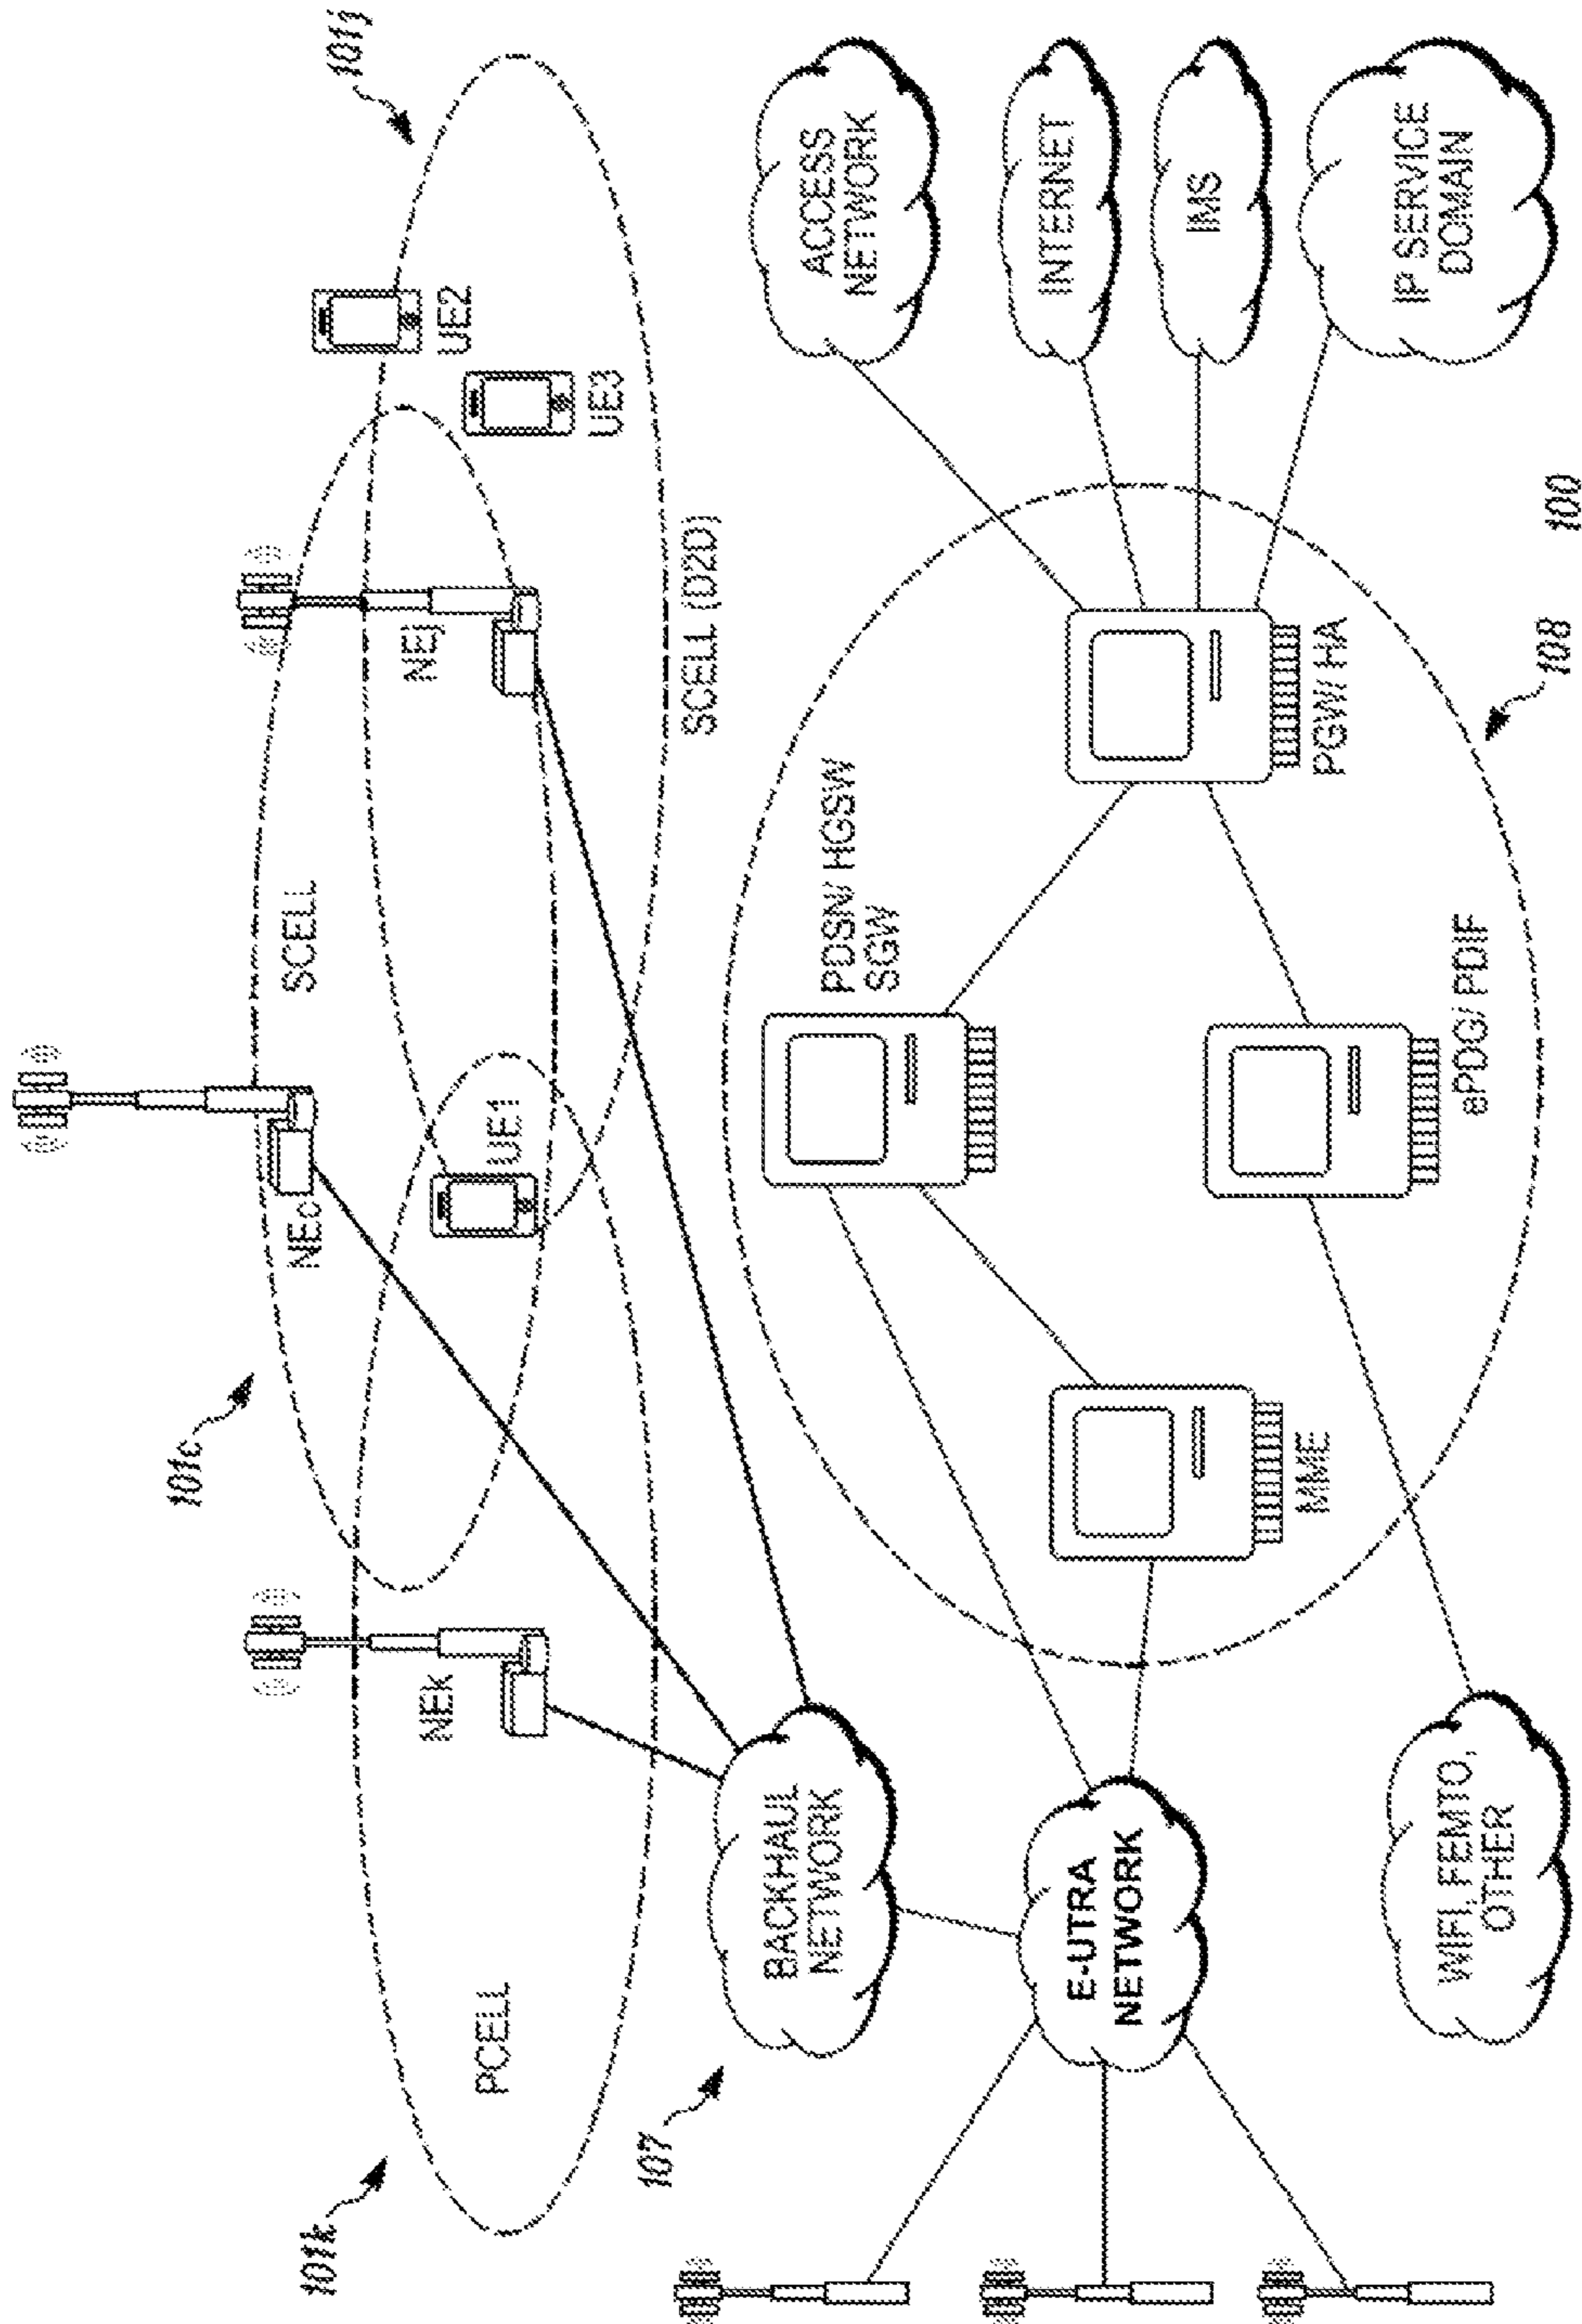 101j
101c
101k
UE2
UE3
SCELL
NEj
SCELL (D2D)
NEc
UE1
NEk
PCELL
107
BACKHAUL
NETWORK
E-UTRA
NETWORK
WIFI, FEMTO,
OTHER
PDSN/ HGSW
SGW
MME
ePDG/ PDIF
PGW/ HA
ACCESS
NETWORK
INTERNET
IMS
IP SERVICE
DOMAIN
108
100